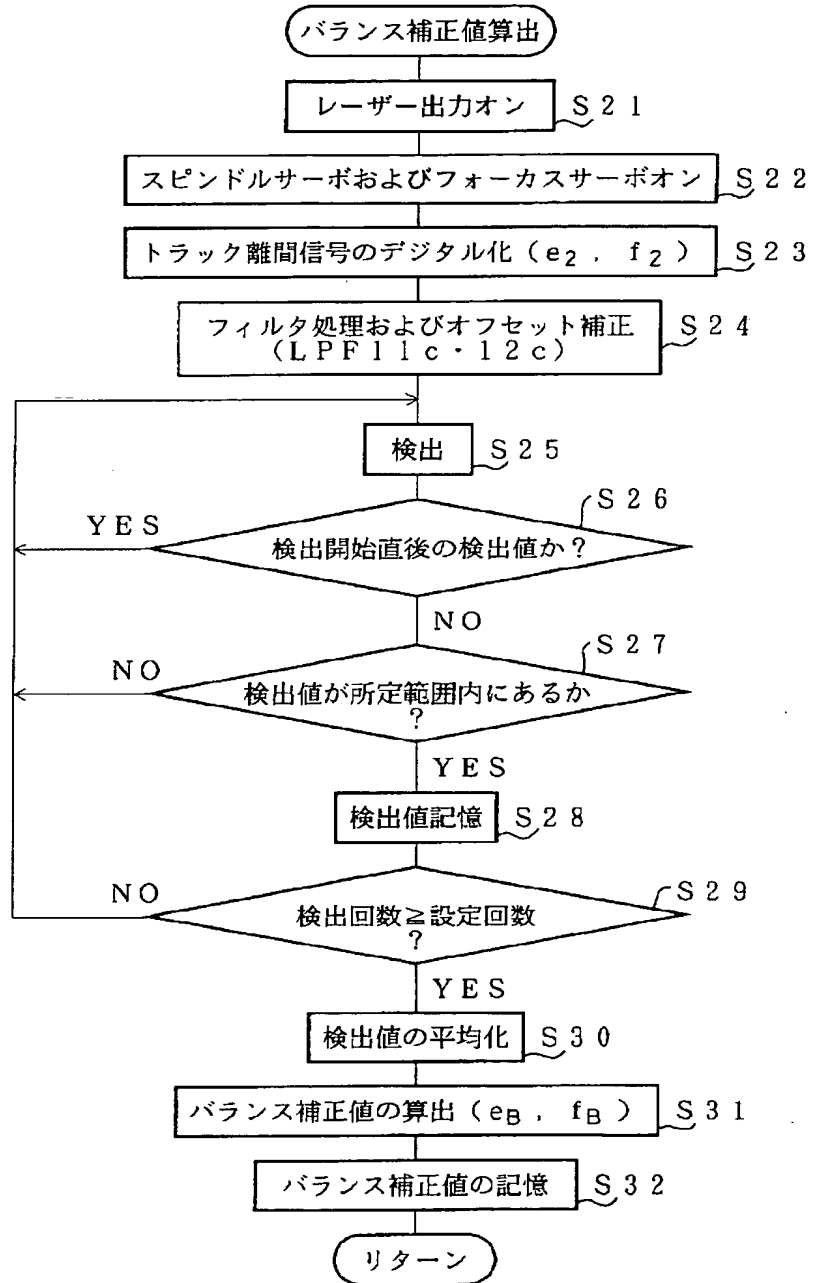 バランス補正値算出
レーザー出力オン S21
スピンドルサーボおよびフォーカスサーボオン S22
トラック離間信号のデジタル化(e2, f2) S23
フィルタ処理およびオフセット補正 S24
(LPF11c・12c)
検出 S25
S26
YES
検出開始直後の検出値か?
NO
S27
NO
検出値が所定範囲内にあるか
?
YES
検出値記憶 S28
NO
S29
検出回数≧設定回数
?
YES
検出値の平均化 S30
バランス補正値の算出(eB, fB) S31
バランス補正値の記憶 S32
リターン